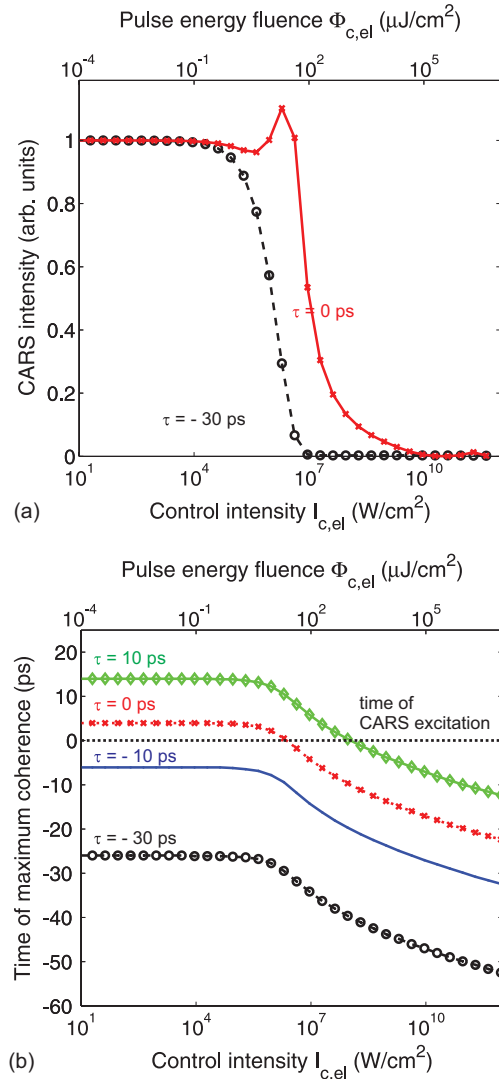 Pulse energy fluence Φc,el (μJ/cm²)
10⁻⁴ 10⁻¹ 10² 10⁵
CARS intensity (arb. units)
1
0.8
0.6
0.4
0.2
0
τ = 0 ps
τ = - 30 ps
10¹ 10⁴ 10⁷ 10¹⁰
(a) Control intensity Ic,el (W/cm²)
Pulse energy fluence Φc,el (μJ/cm²)
10⁻⁴ 10⁻¹ 10² 10⁵
Time of maximum coherence (ps)
20
10
0
-10
-20
-30
-40
-50
-60
τ = 10 ps
τ = 0 ps
time of
CARS excitation
τ = - 10 ps
τ = - 30 ps
10¹ 10⁴ 10⁷ 10¹⁰
(b) Control intensity Ic,el (W/cm²)